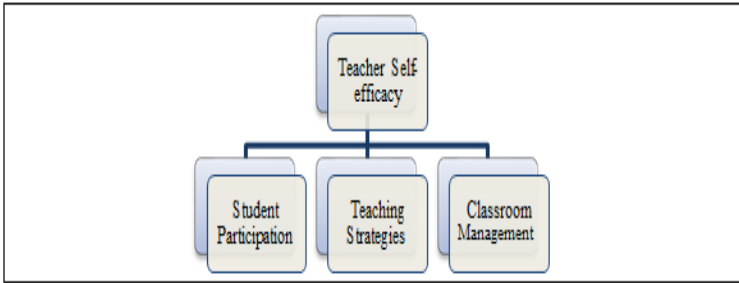 Teacher Self-
efficacy
Student
Participation
Teaching
Strategies
Classroom
Management